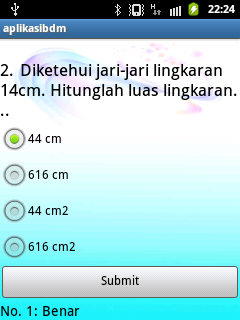 22:24
aplikasibdm
2. Diketehui jari-jari lingkaran
14cm. Hitunglah luas lingkaran.
..
44 cm
616 cm
44 cm2
616 cm2
Submit
No. 1: Benar